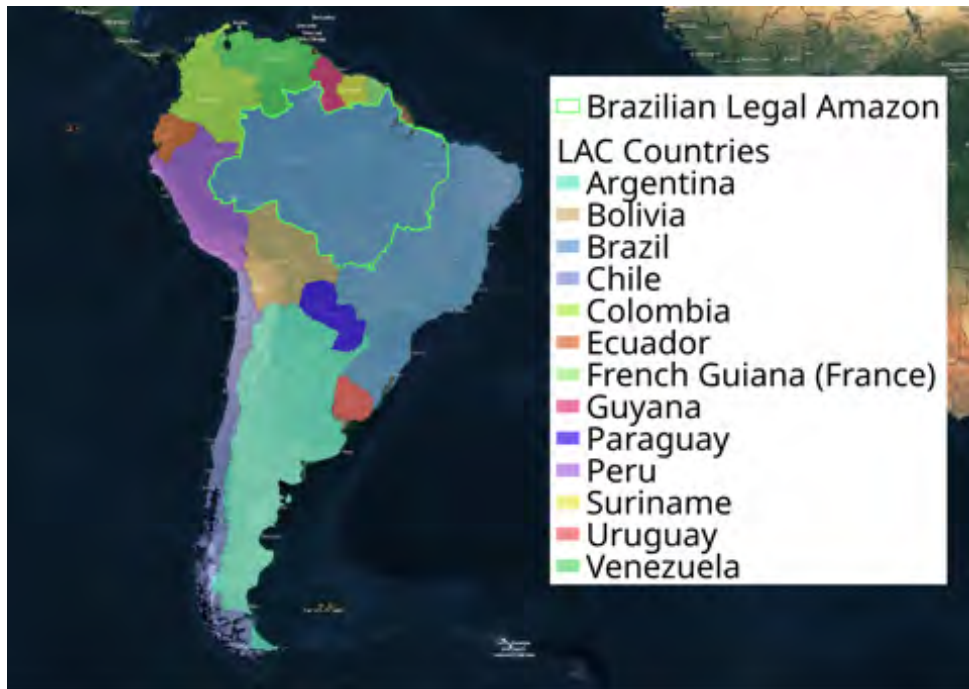 Brazilian Legal Amazon
LAC Countries
Argentina
Bolivia
Brazil
Chile
Colombia
Ecuador
French Guiana (France)
Guyana
Paraguay
Peru
Suriname
Uruguay
Venezuela